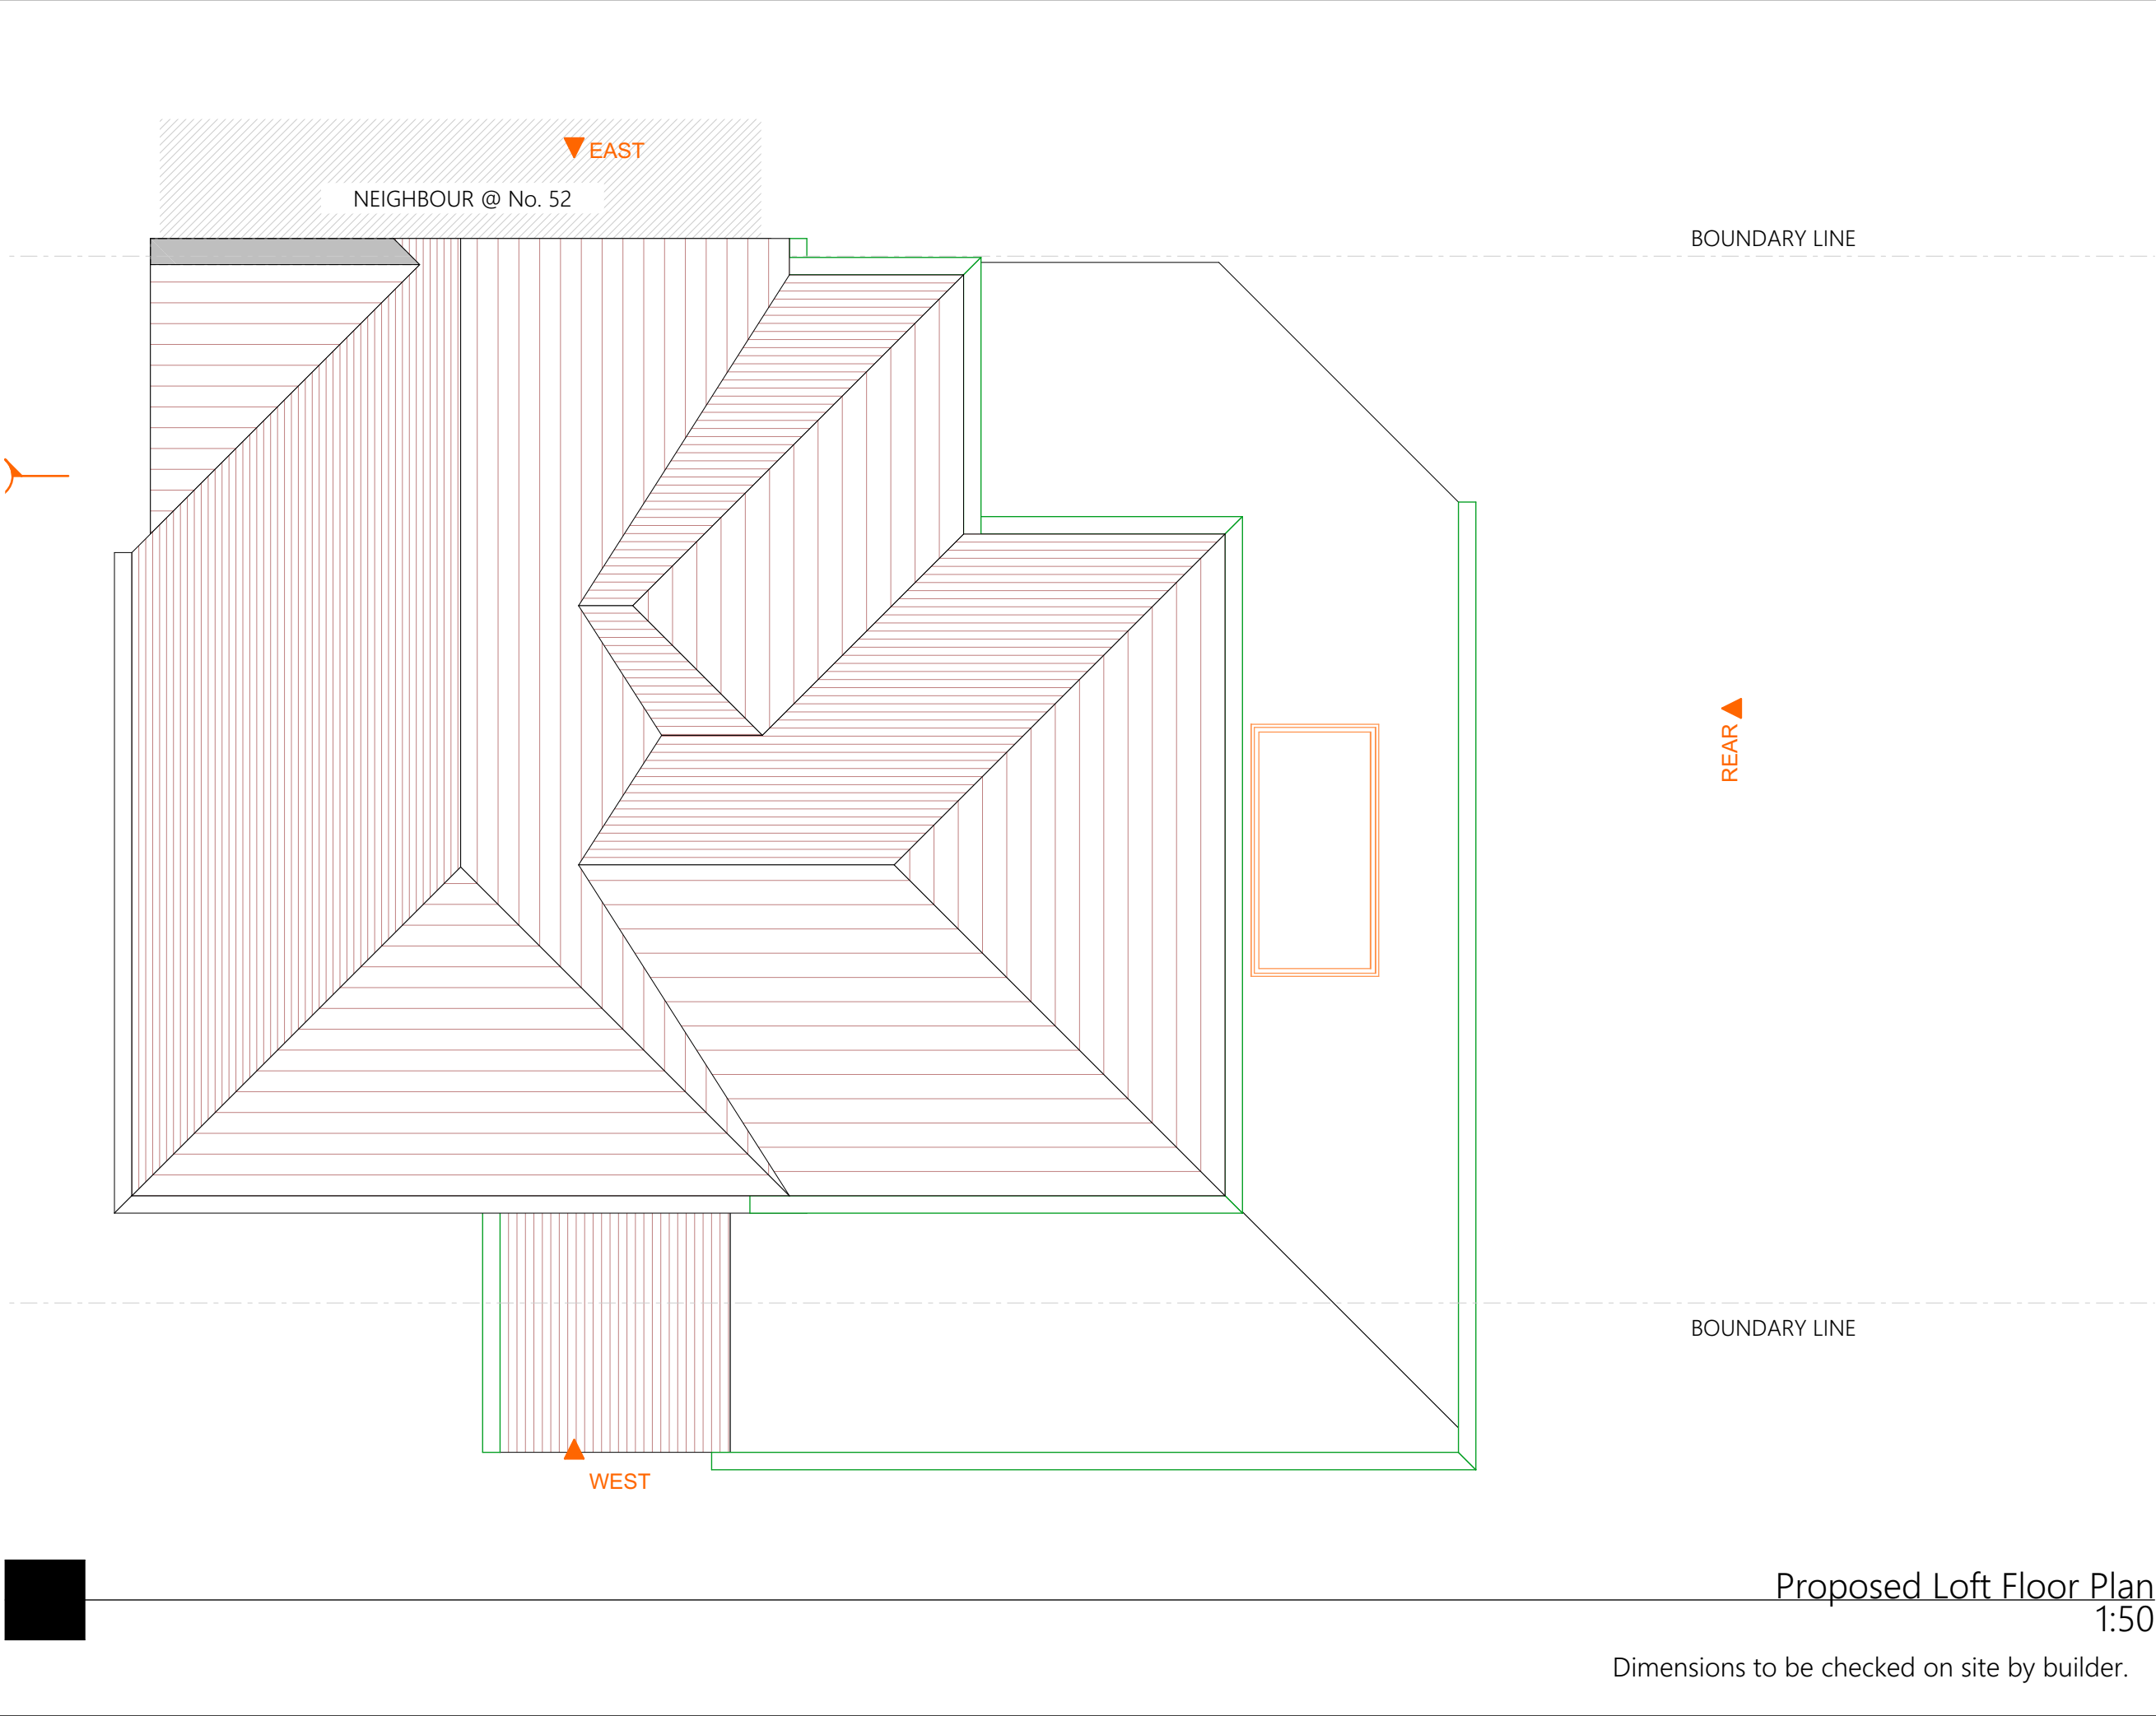 EAST
NEIGHBOUR @ No. 52
BOUNDARY LINE
REAR
BOUNDARY LINE
WEST
Proposed Loft Floor Plan
1:50
Dimensions to be checked on site by builder.